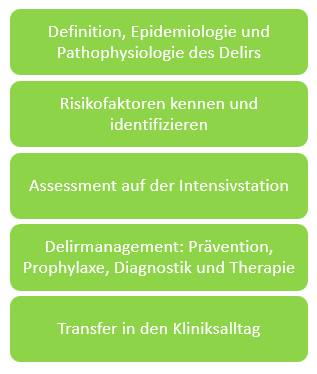 Definition, Epidemiologie und
Pathophysiologie des Delirs
Risikofaktoren kennen und
identifizieren
Assessment auf der Intensivstation
Delirmanagement: Prävention,
Prophylaxe, Diagnostik und Therapie
Transfer in den Kliniksalltag